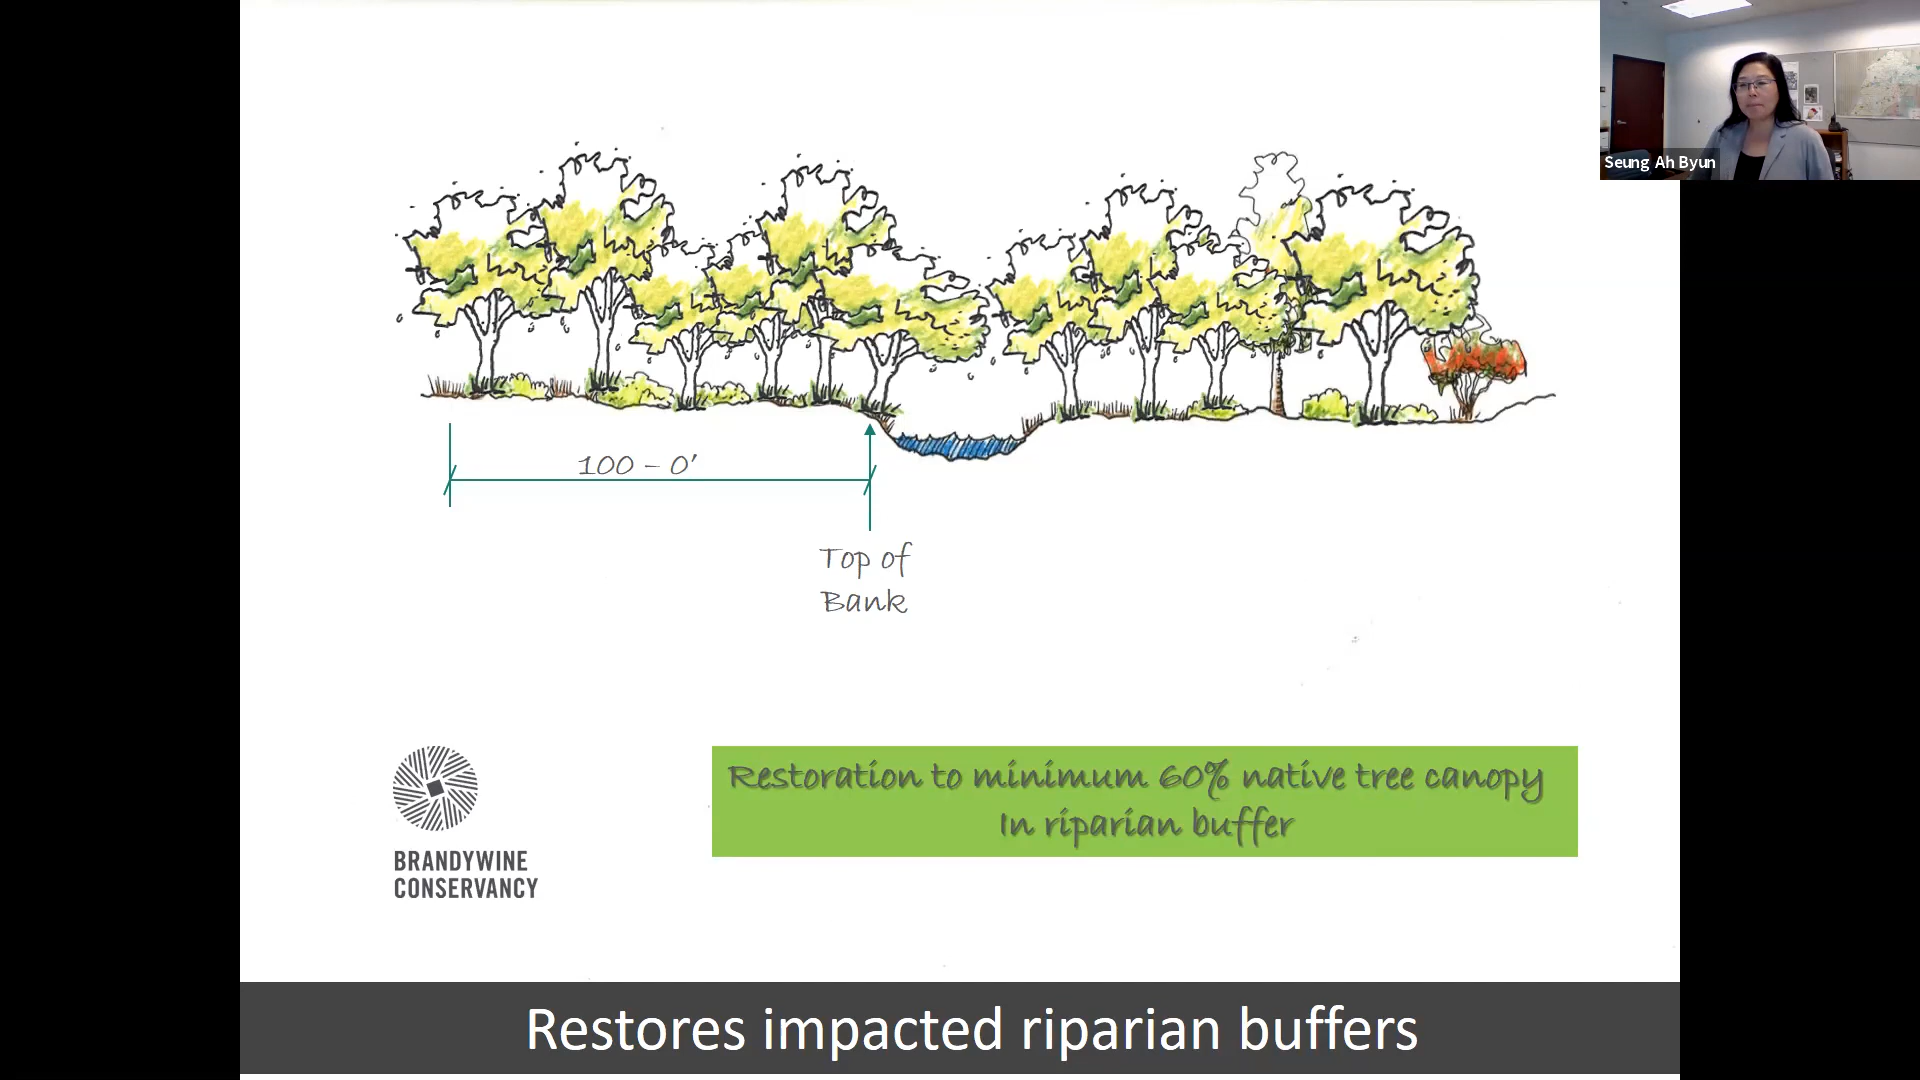 Seung Ah Byun
100 – 0’
Top of
Bank
Restoration to minimum 60% native tree canopy
In riparian buffer
BRANDYWINE
CONSERVANCY
Restores impacted riparian buffers